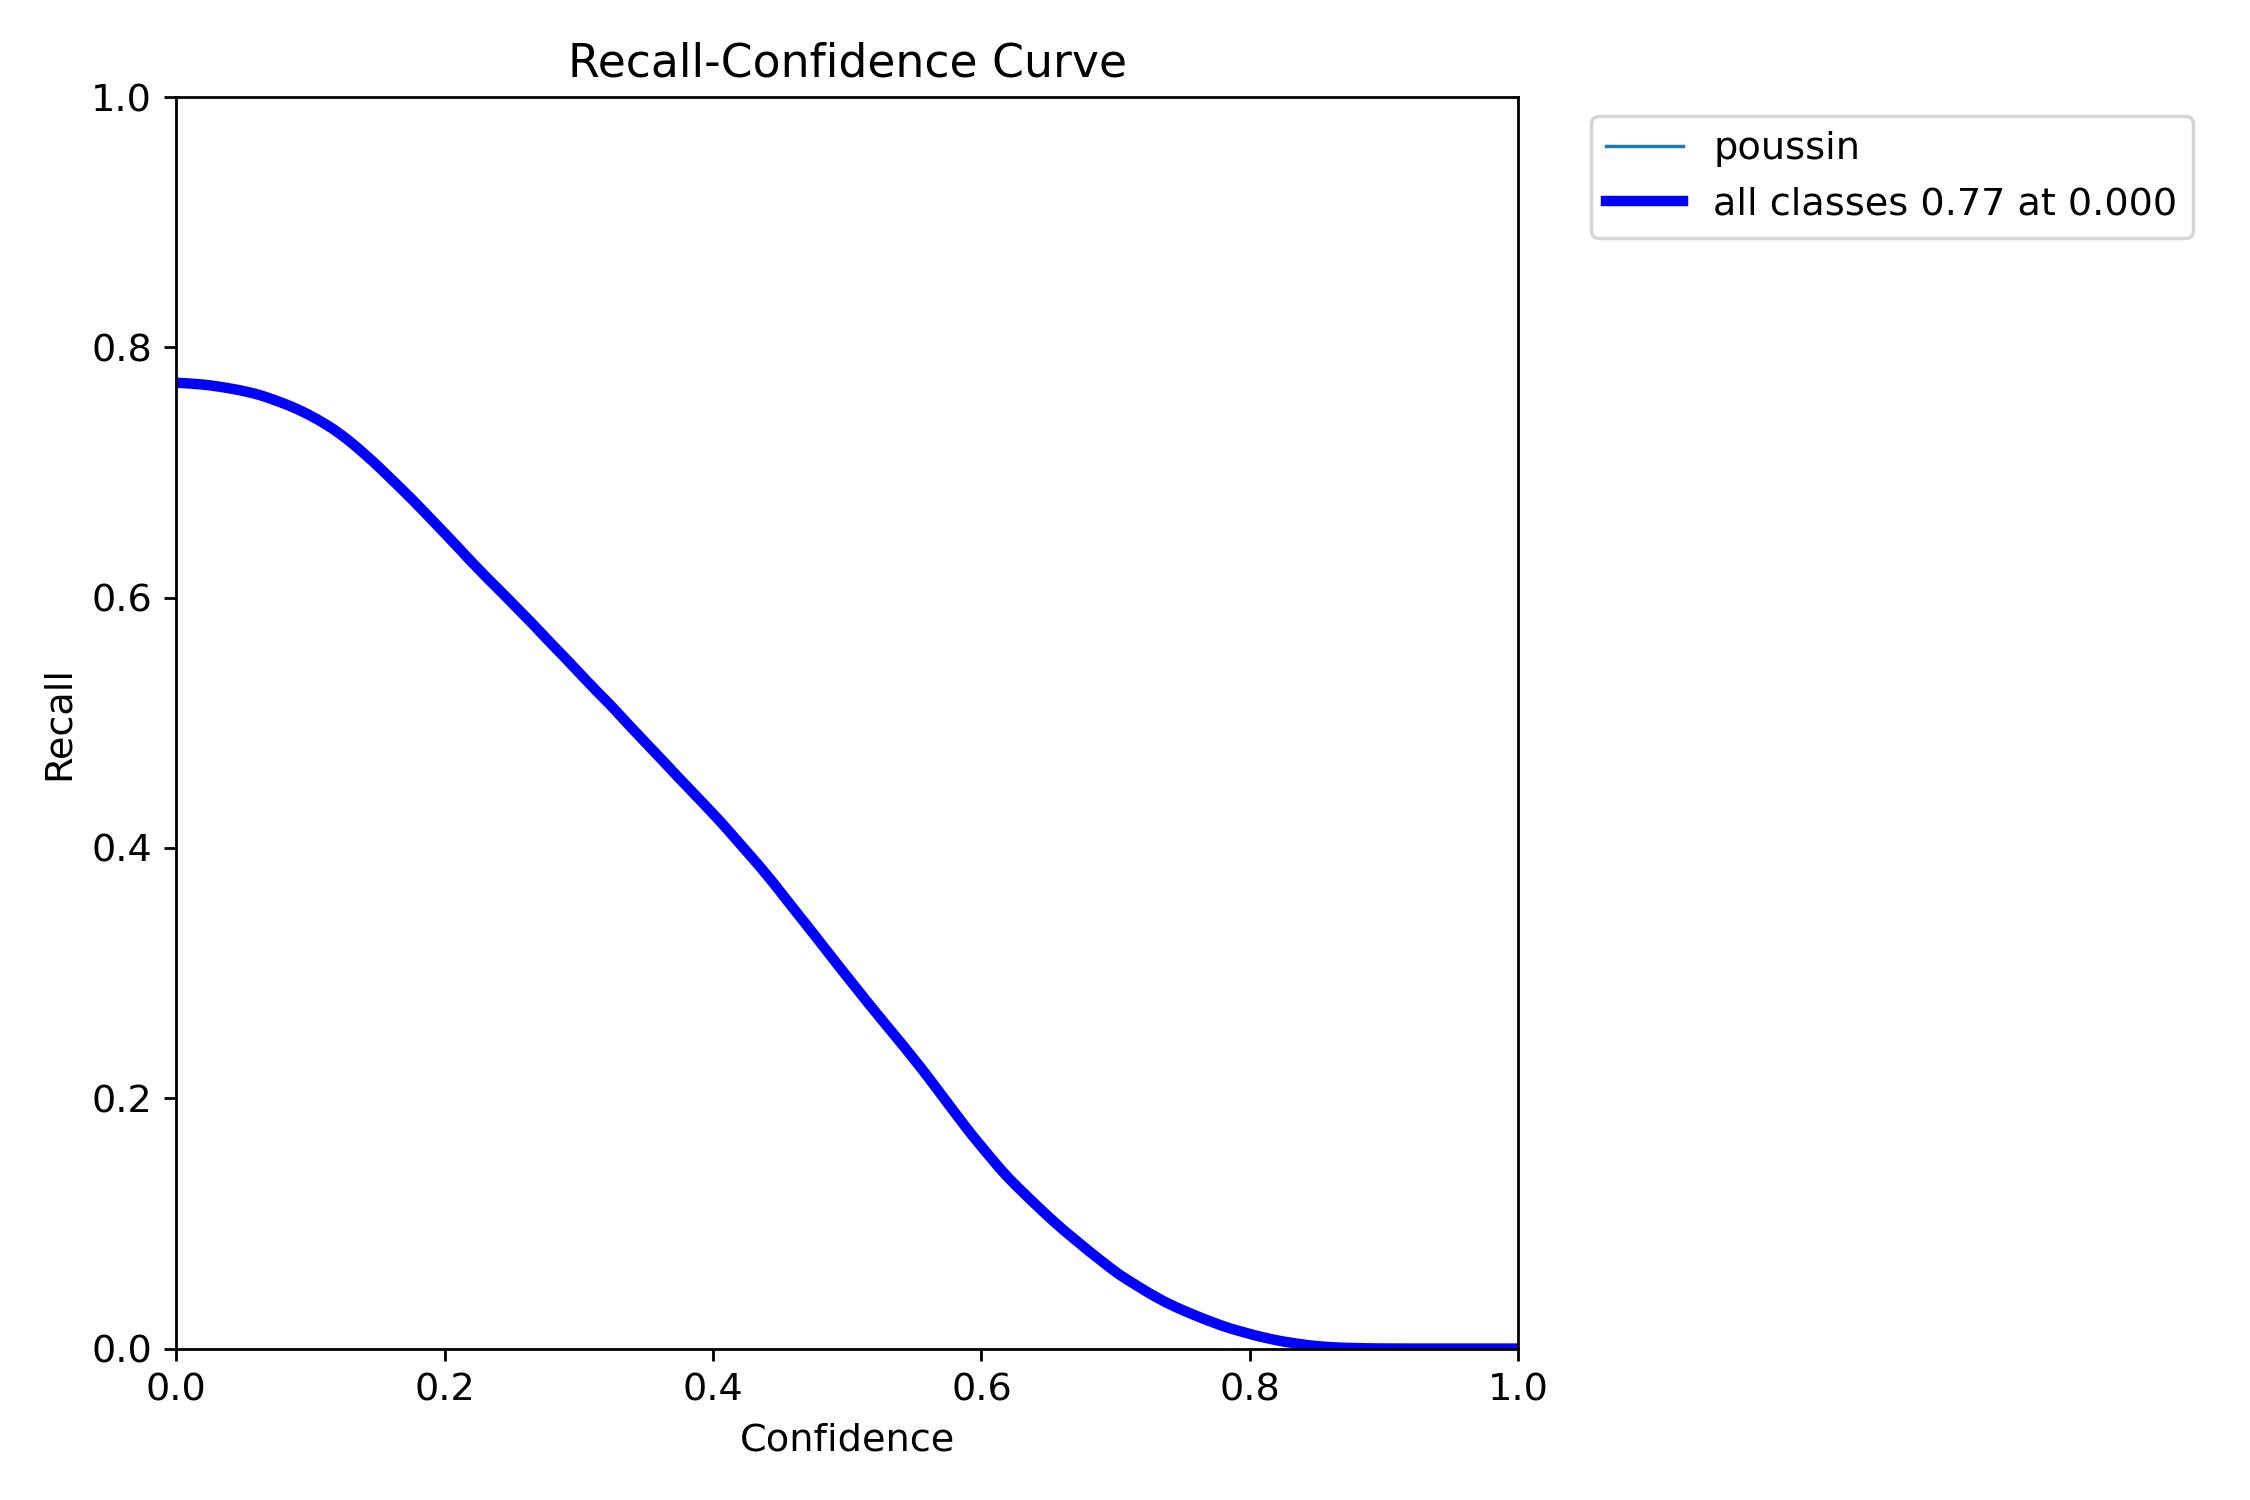 Recall-Confidence Curve
1.0
0.8
0.6
0.4
0.2
0.0
Recall
0.0 0.2 0.4 0.6 0.8 1.0
Confidence
poussin
all classes 0.77 at 0.000